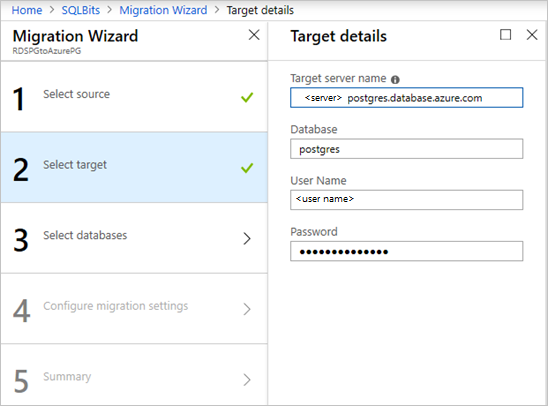 Home > SQLBits > Migration Wizard > Target details
Migration Wizard
RDSPGtoAzurePG
1 Select source
2 Select target
3 Select databases
4 Configure migration settings
5 Summary
Target details
Target server name
<server> postgres.database.azure.com
Database
postgres
User Name
<user name>
Password
••••••••••••••